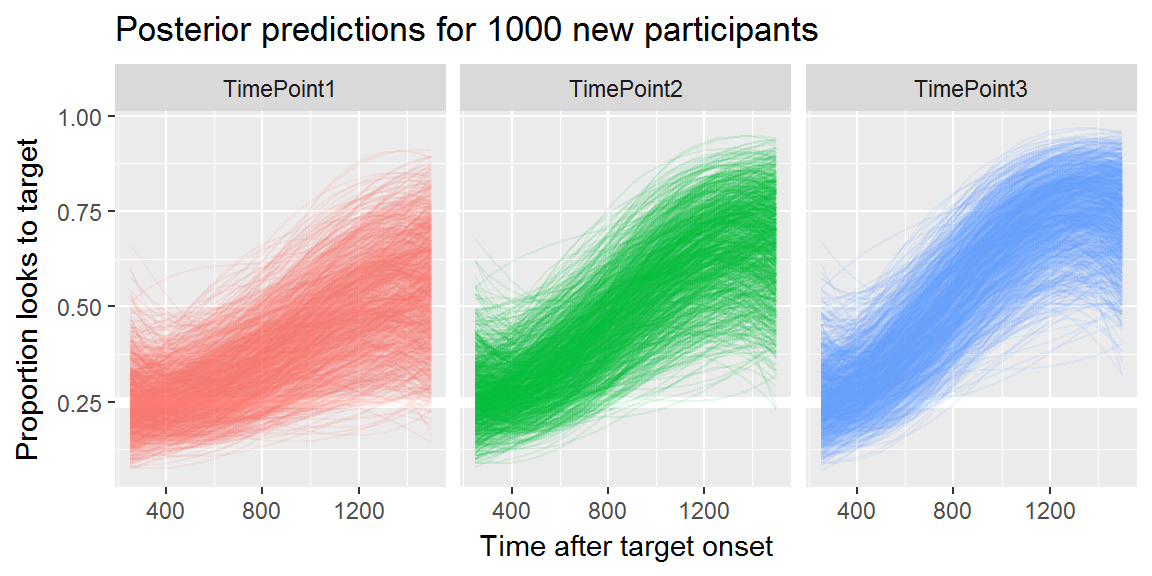 Posterior predictions for 1000 new participants
TimePoint1 TimePoint2 TimePoint3
Proportion looks to target
1.00
0.75
0.50
0.25
400 800 1200 400 800 1200 400 800 1200
Time after target onset